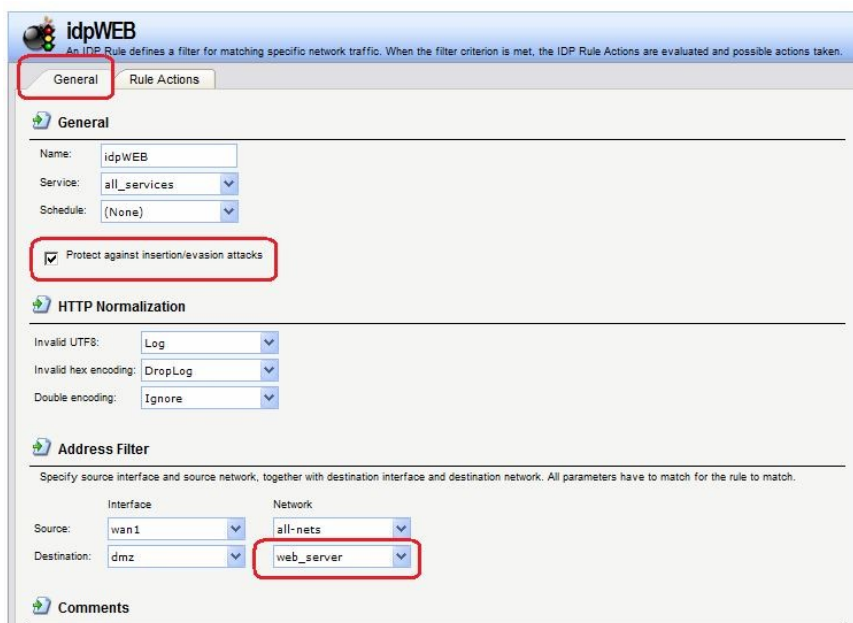 idpWEB
An IDP Rule defines a filter for matching specific network traffic. When the filter criterion is met, the IDP Rule Actions are evaluated and possible actions taken.
General Rule Actions
General
Name: idpWEB
Service: all_services
Schedule: (None)
Protect against insertion/evasion attacks
HTTP Normalization
Invalid UTF8: Log
Invalid hex encoding: DropLog
Double encoding: Ignore
Address Filter
Specify source interface and source network, together with destination interface and destination network. All parameters have to match for the rule to match.
Interface Network
Source: wan1 all-nets
Destination: dmz web_server
Comments